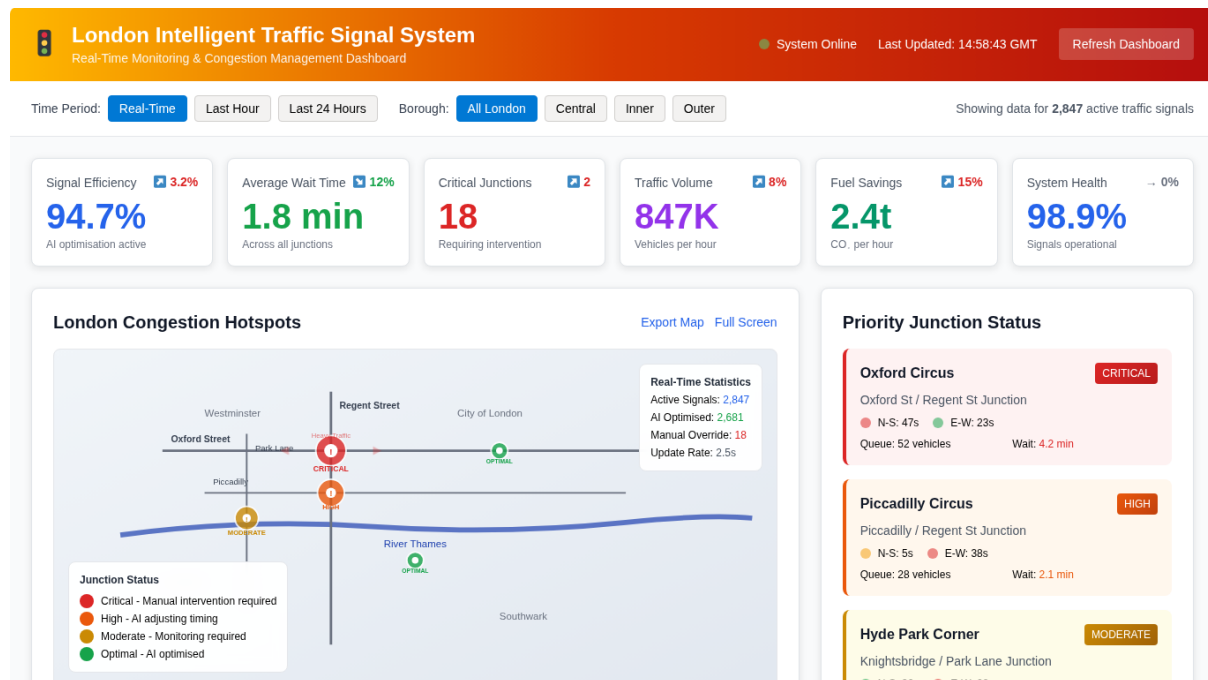 London Intelligent Traffic Signal System
Real-Time Monitoring & Congestion Management Dashboard
System Online
Last Updated: 14:58:43 GMT
Refresh Dashboard
Time Period: Real-Time Last Hour Last 24 Hours
Borough: All London Central Inner Outer
Showing data for 2,847 active traffic signals
Signal Efficiency 3.2%
94.7%
AI optimisation active
Average Wait Time 12%
1.8 min
Across all junctions
Critical Junctions 2
18
Requiring intervention
Traffic Volume 8%
847K
Vehicles per hour
Fuel Savings 15%
2.4t
CO₂ per hour
System Health → 0%
98.9%
Signals operational
London Congestion Hotspots
Export Map Full Screen
Westminster
Regent Street
City of London
Oxford Street
Park Lane
Heavy Traffic
CRITICAL
OPTIMAL
Piccadilly
HIGH
MODERATE
River Thames
OPTIMAL
Southwark
Real-Time Statistics
Active Signals: 2,847
AI Optimised: 2,681
Manual Override: 18
Update Rate: 2.5s
Junction Status
Critical - Manual intervention required
High - AI adjusting timing
Moderate - Monitoring required
Optimal - AI optimised
Priority Junction Status
Oxford Circus CRITICAL
Oxford St / Regent St Junction
N-S: 47s E-W: 23s
Queue: 52 vehicles Wait: 4.2 min
Piccadilly Circus HIGH
Piccadilly / Regent St Junction
N-S: 5s E-W: 38s
Queue: 28 vehicles Wait: 2.1 min
Hyde Park Corner MODERATE
Knightsbridge / Park Lane Junction